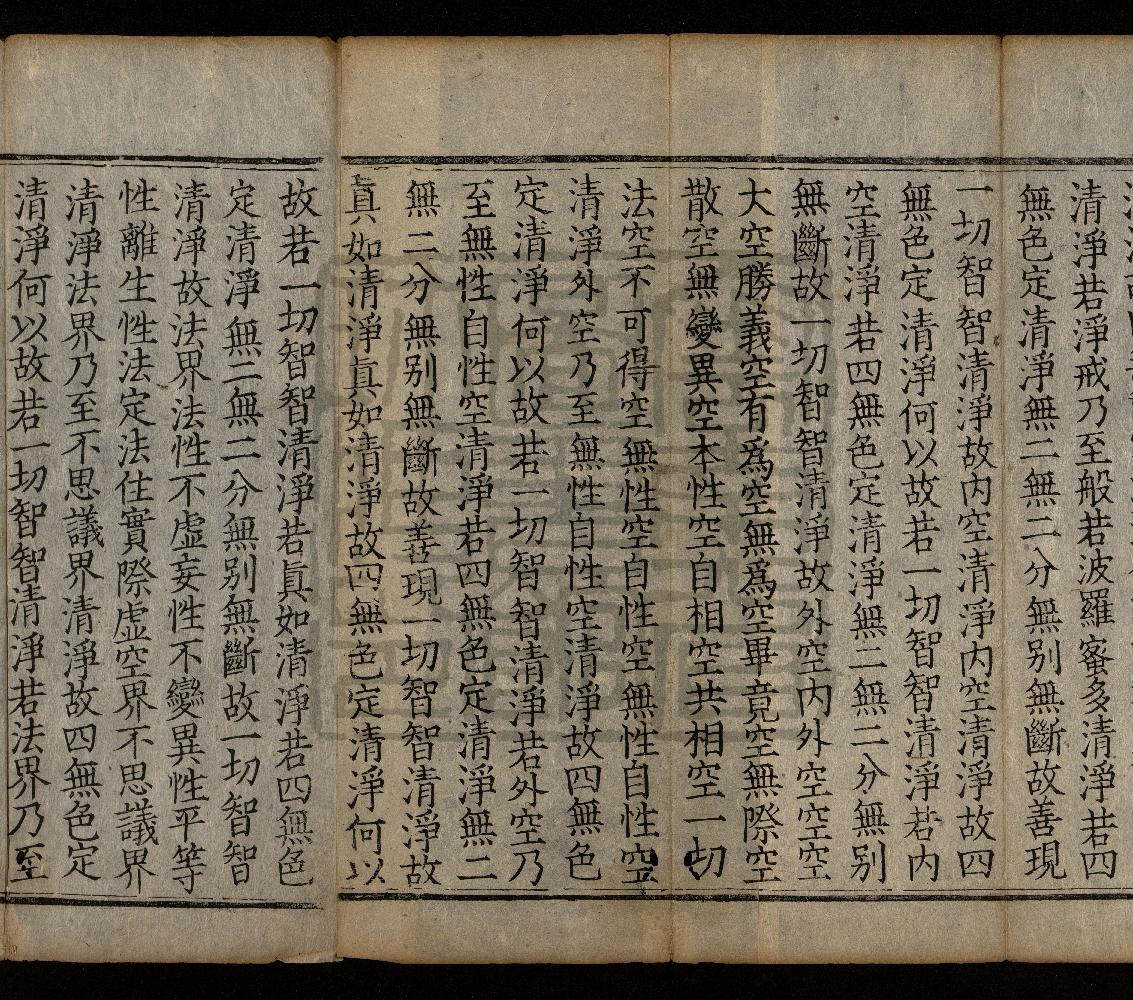 清淨若淨戒乃至般若波羅蜜多清淨若四
無色定清淨無二無二分無別無斷故善現
一切智智清淨故內空清淨內空清淨故四
無色定清淨何以故若一切智智清淨若內
空清淨若四無色定清淨無二無二分無別
無斷故一切智智清淨故外空內外空空空
大空勝義空有為空無為空畢竟空無際空
散空無變異空本性空自相空共相空一切
法空不可得空無性空自性空無性自性空
清淨外空乃至無性自性空清淨故四無色
定清淨何以故若一切智智清淨若外空乃
至無性自性空清淨若四無色定清淨無二
無二分無別無斷故善現一切智智清淨故
真如清淨真如清淨故四無色定清淨何以
故若一切智智清淨若真如清淨若四無色
定清淨無二無二分無別無斷故一切智智
清淨故法界法性不虛妄性不變異性平等
性離生性法定法住實際虛空界不思議界
清淨法界乃至不思議界清淨故四無色定
清淨何以故若一切智智清淨若法界乃至